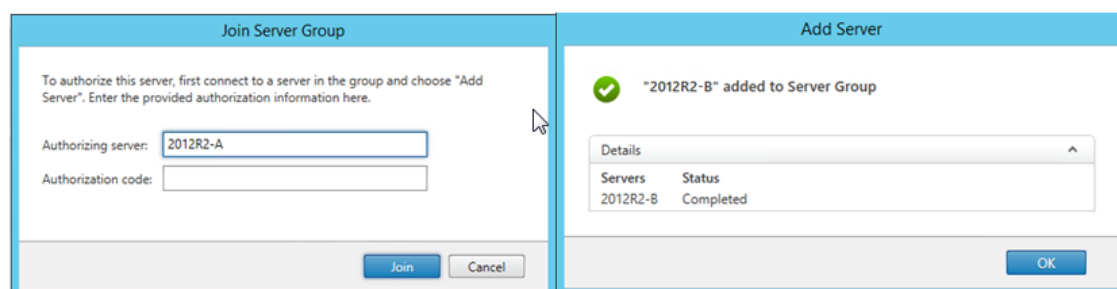 Join Server Group
To authorize this server, first connect to a server in the group and choose "Add
Server". Enter the provided authorization information here.
Authorizing server: 2012R2-A
Authorization code:
Join Cancel
Add Server
"2012R2-B" added to Server Group
Details
Servers Status
2012R2-B Completed
OK